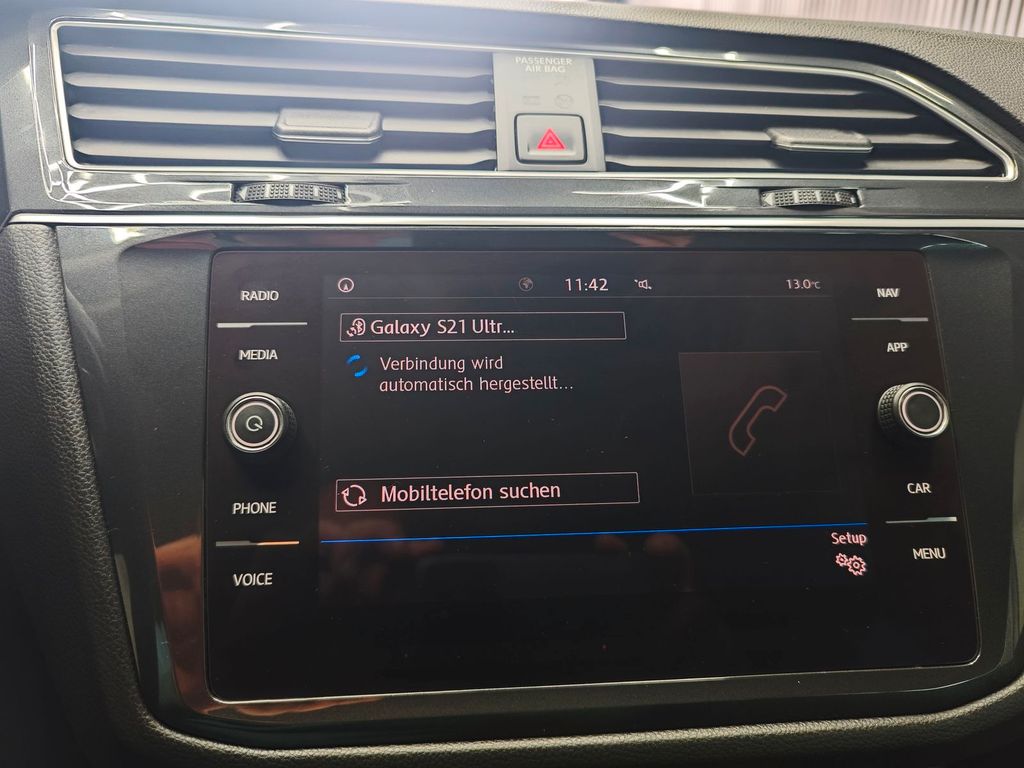 PASSENGER
AIR BAG
RADIO
MEDIA
PHONE
VOICE
11:42
13.0°C
Galaxy S21 Ultr...
Verbindung wird
automatisch hergestellt...
Mobiltelefon suchen
Setup
NAV
APP
CAR
MENU